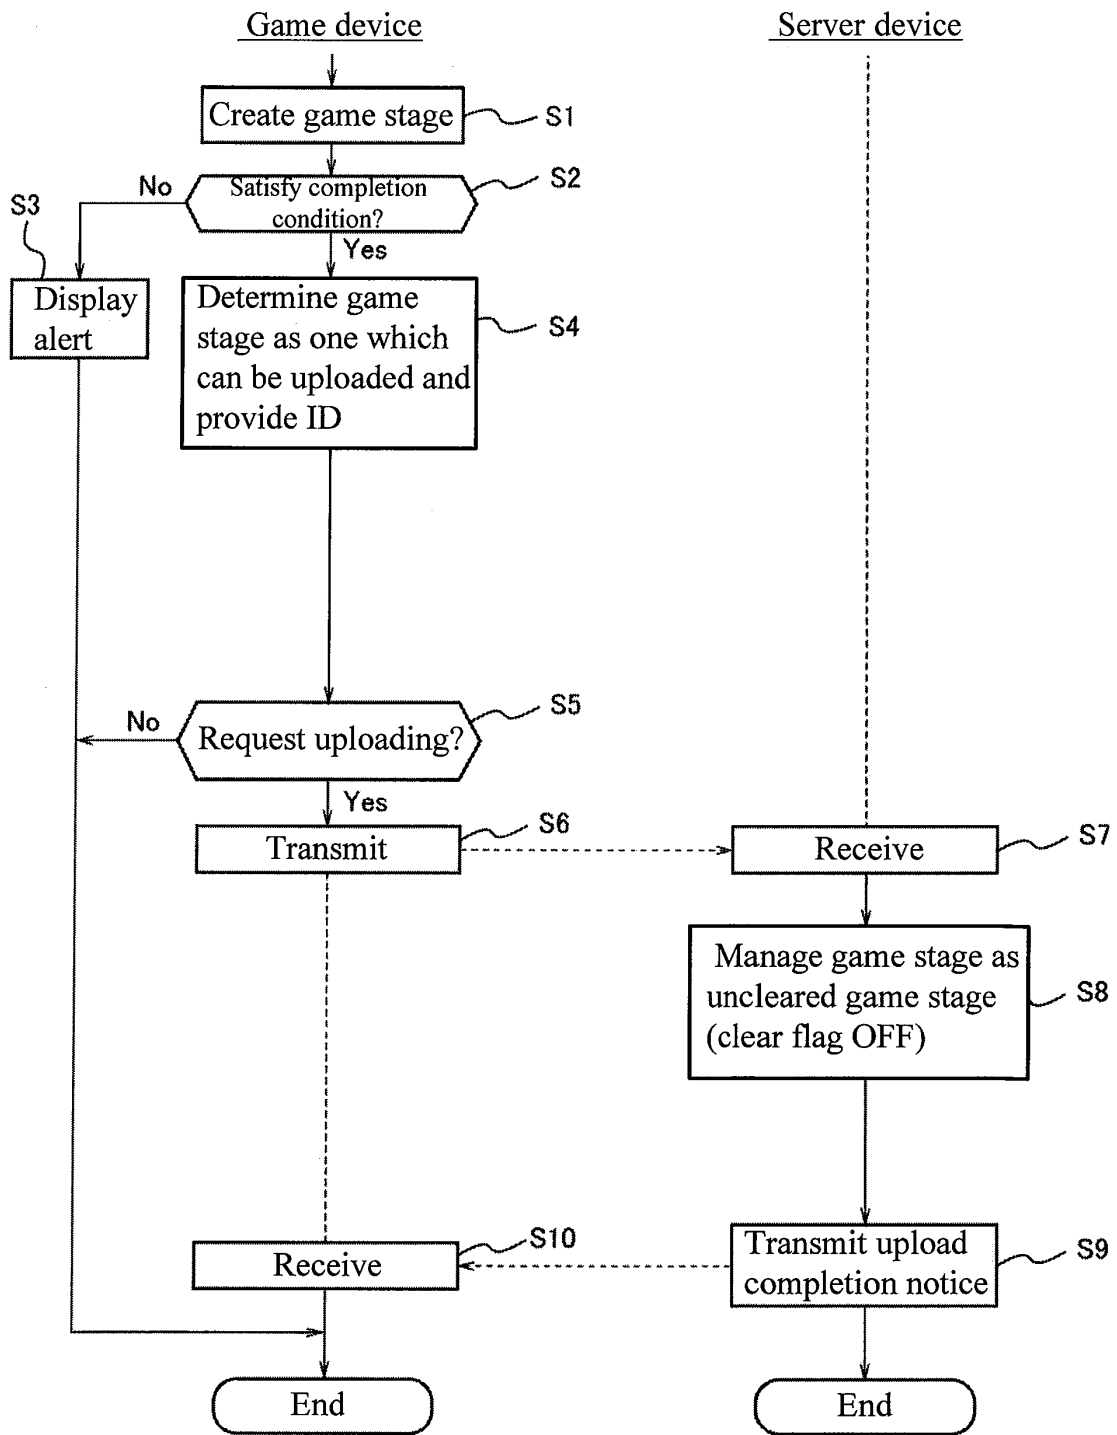 Game device
Server device
Create game stage
S1
No
Satisfy completion
condition?
S2
S3
Yes
Display
alert
Determine game
stage as one which
can be uploaded and
provide ID
S4
No
Request uploading?
S5
Yes
Transmit
S6
Receive
S7
Manage game stage as
uncleared game stage
(clear flag OFF)
S8
Receive
S10
Transmit upload
completion notice
S9
End
End